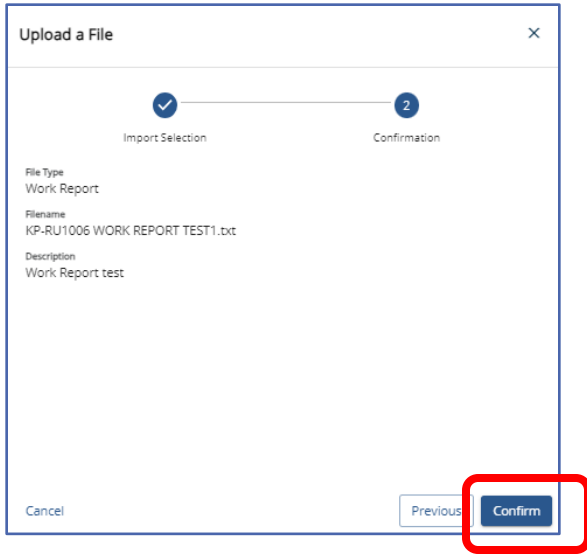 Upload a File
2
Import Selection
Confirmation
File Type
Work Report
Filename
KP-RU1006 WORK REPORT TEST1.txt
Description
Work Report test
Cancel
Previous
Confirm